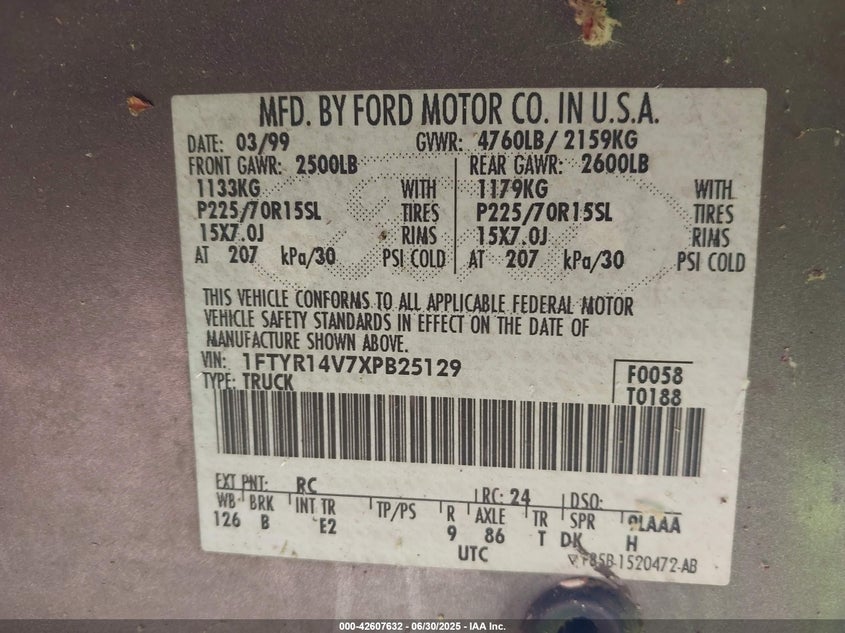 MFD. BY FORD MOTOR CO. IN U.S.A.
DATE: 03/99 GVWR: 4760LB/ 2159KG
FRONT GAWR: 2500LB REAR GAWR: 2600LB
1133KG WITH 1179KG WITH
P225/70R15SL TIRES P225/70R15SL TIRES
15X7.0J RIMS 15X7.0J RIMS
AT 207 kPa/30 PSI COLD AT 207 kPa/30 PSI COLD
THIS VEHICLE CONFORMS TO ALL APPLICABLE FEDERAL MOTOR
VEHICLE SAFETY STANDARDS IN EFFECT ON THE DATE OF
MANUFACTURE SHOWN ABOVE.
VIN: 1FTYR14V7XPB25129 F0058
TYPE: TRUCK T0188
EXT PNT: RC RC: 24 DSO:
WB BRK INT TR TP/PS R AXLE TR SPR
126 B E2 9 86 T DK H
UTC F85B-1520472-AB
000-42607632 - 06/30/2025 - IAA Inc.